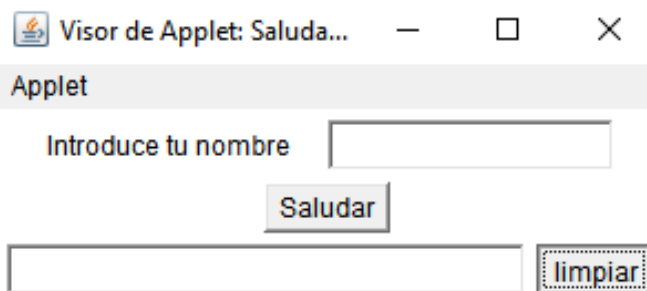 Visor de Applet: Saluda...
Applet
Introduce tu nombre
Saludar
limpiar